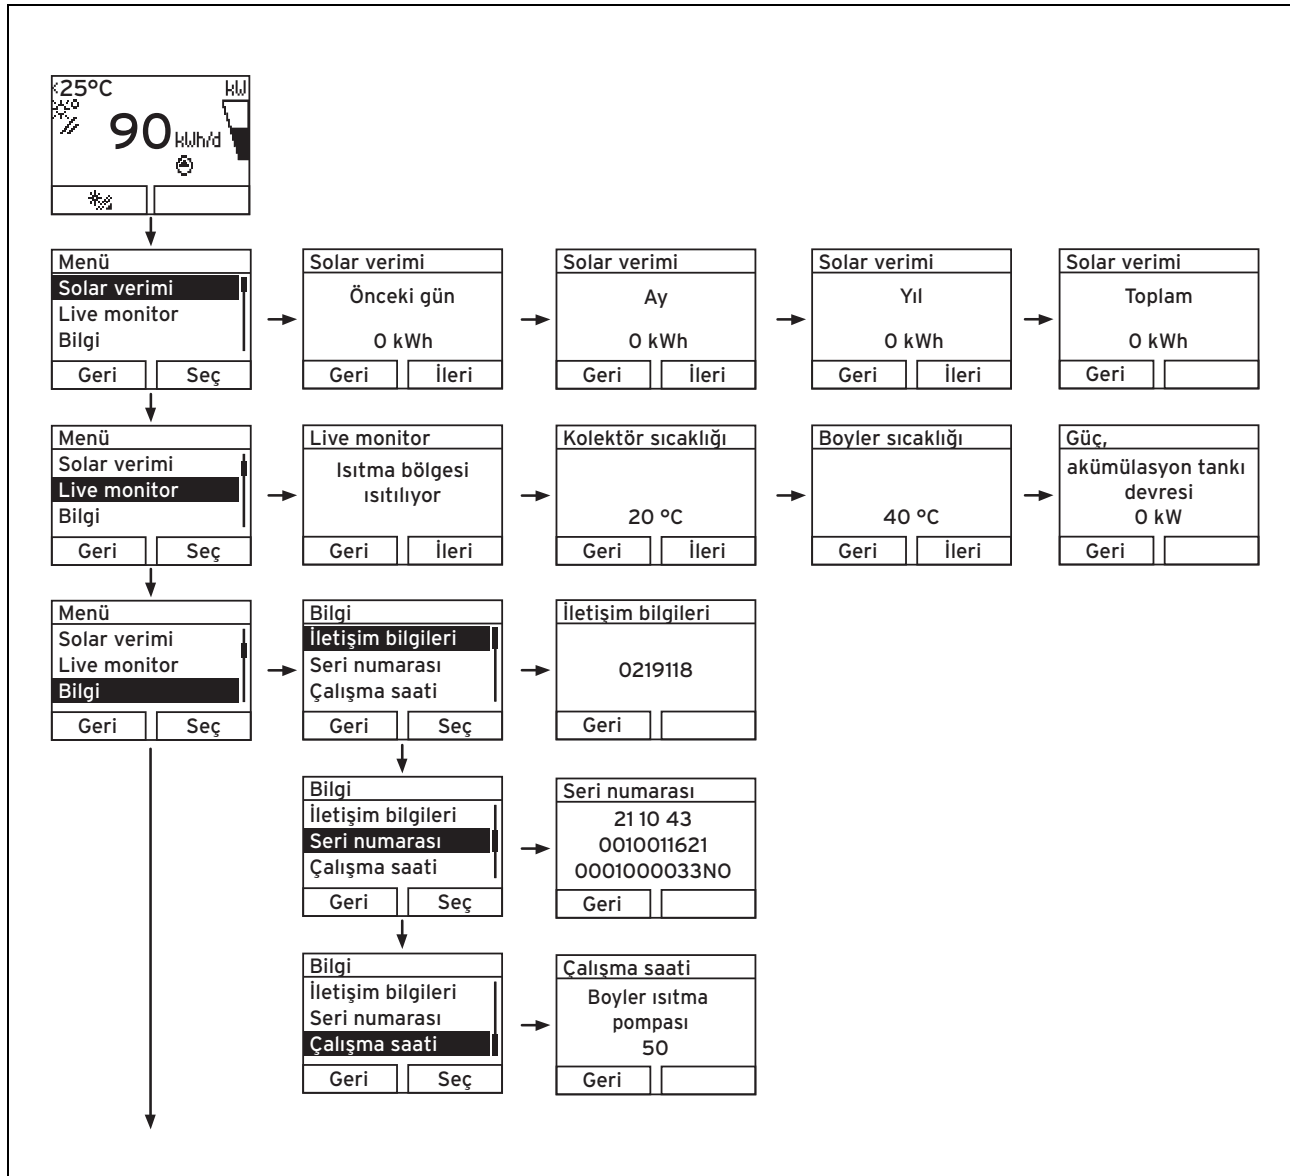 25°C
kW
90 kWh/d
Menü
Solar verimi
Live monitor
Bilgi
Geri
Seç
Solar verimi
Önceki gün
0 kWh
Geri
İleri
Solar verimi
Ay
0 kWh
Geri
İleri
Solar verimi
Yıl
0 kWh
Geri
İleri
Solar verimi
Toplam
0 kWh
Geri
Menü
Solar verimi
Live monitor
Bilgi
Geri
Seç
Live monitor
Isıtma bölgesi
ısıtılıyor
Geri
İleri
Kolektör sıcaklığı
20 °C
Geri
İleri
Boyler sıcaklığı
40 °C
Geri
İleri
Güç,
akümülasyon tankı
devresi
0 kW
Geri
Menü
Solar verimi
Live monitor
Bilgi
Geri
Seç
Bilgi
İletişim bilgileri
Seri numarası
Çalışma saati
Geri
Seç
İletişim bilgileri
0219118
Geri
Bilgi
İletişim bilgileri
Seri numarası
Çalışma saati
Geri
Seç
Seri numarası
21 10 43
0010011621
0001000033N0
Geri
Bilgi
İletişim bilgileri
Seri numarası
Çalışma saati
Geri
Seç
Çalışma saati
Boyler ısıtma
pompası
50
Geri